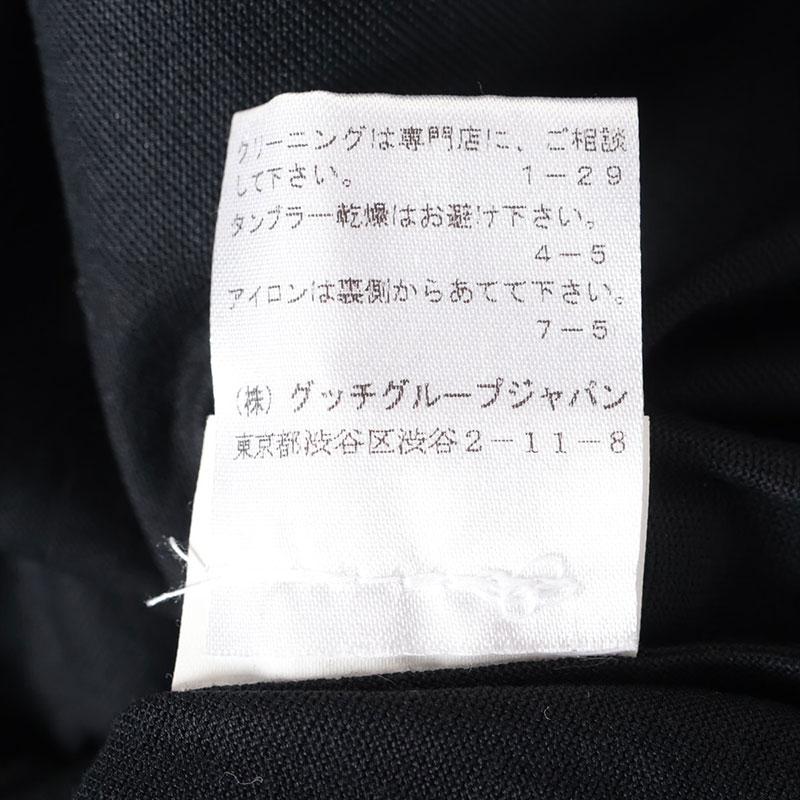 クリーニングは専門店に、ご相談
して下さい。 1－29
タンブラー乾燥はお避け下さい。
4－5
アイロンは裏側からあてて下さい。
7－5
（株）グッチグループジャパン
東京都渋谷区渋谷2－11－8